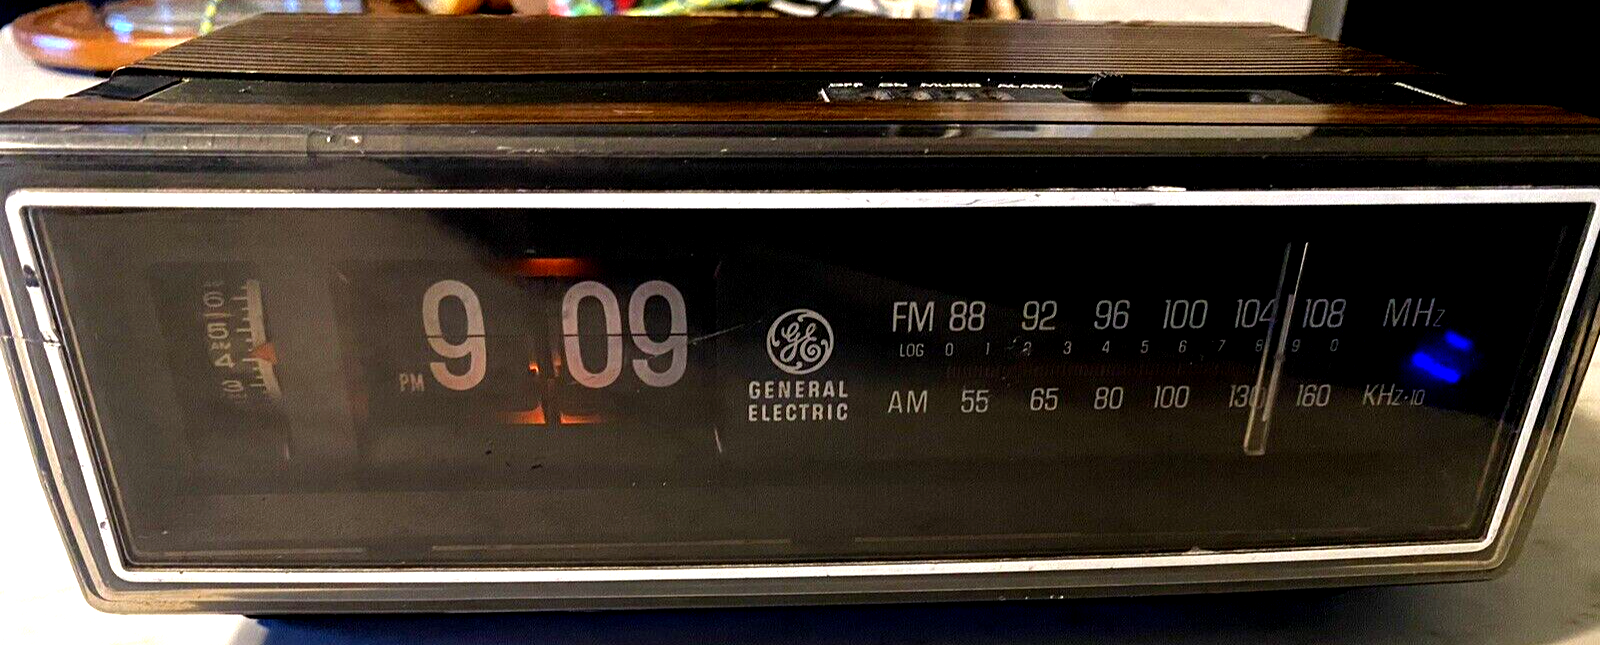 OFF ON MUSIC ALARM
PM 9 09
GE
GENERAL
ELECTRIC
FM 88 92 96 100 104 108 MHz
LOG 0 1 2 3 4 5 6 7 8 9 0
AM 55 65 80 100 130 160 KHz·10